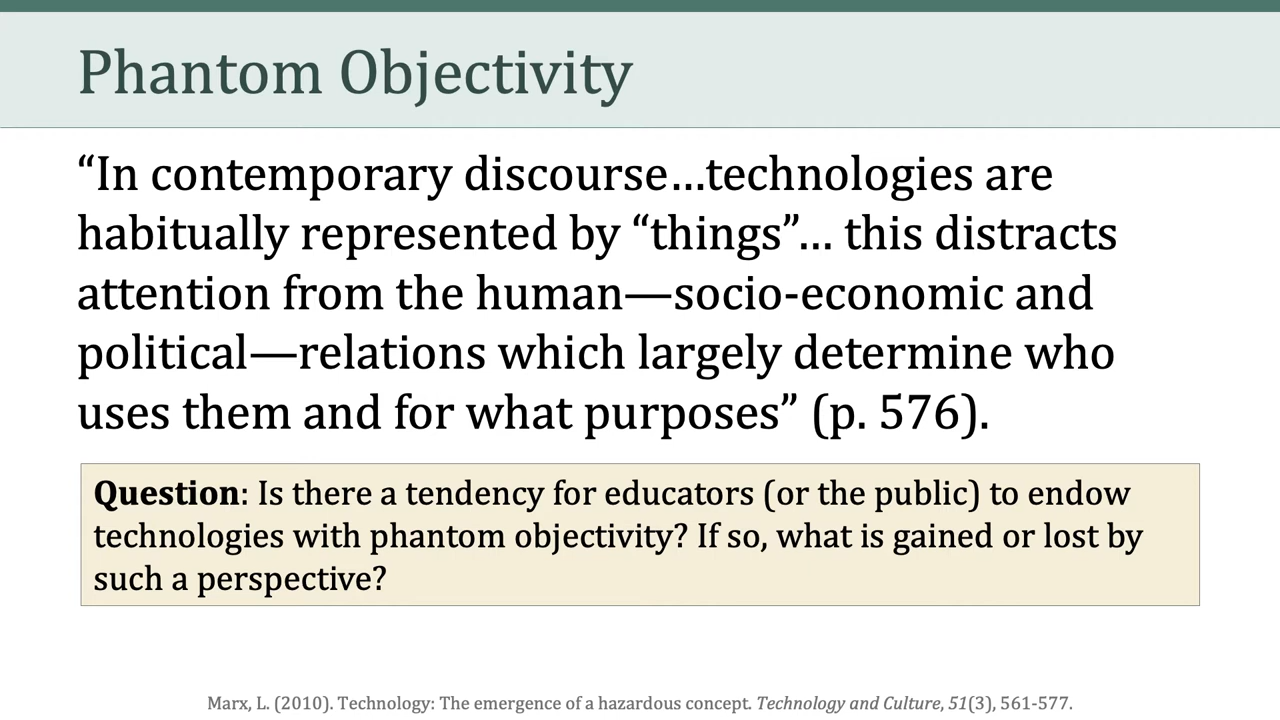 Phantom Objectivity
“In contemporary discourse…technologies are
habitually represented by “things”… this distracts
attention from the human—socio-economic and
political—relations which largely determine who
uses them and for what purposes” (p. 576).
Question: Is there a tendency for educators (or the public) to endow
technologies with phantom objectivity? If so, what is gained or lost by
such a perspective?
Marx, L. (2010). Technology: The emergence of a hazardous concept. Technology and Culture, 51(3), 561-577.